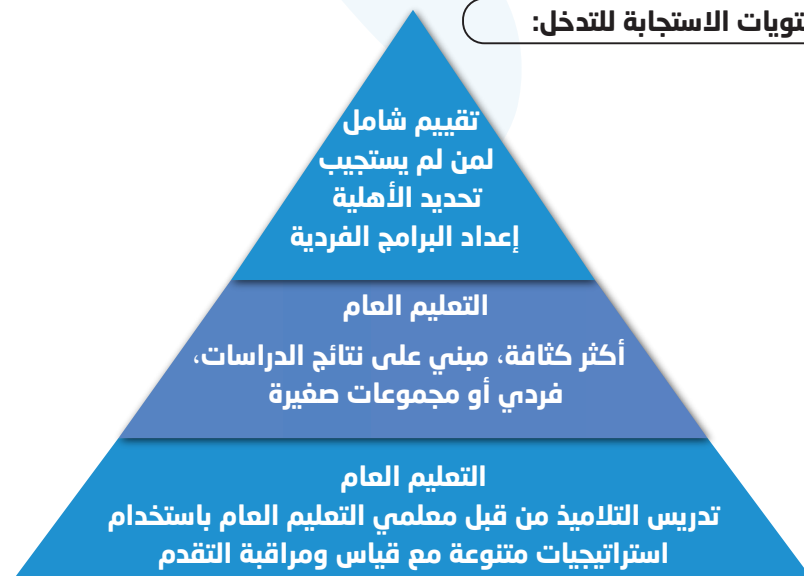 تويات الاستجابة للتدخل:
تقييم شامل
لمن لم يستجيب
تحديد الأهلية
إعداد البرامج الفردية
التعليم العام
أكثر كثافة، مبني على نتائج الدراسات،
فردي أو مجموعات صغيرة
التعليم العام
تدريس التلاميذ من قبل معلمي التعليم العام باستخدام
استراتيجيات متنوعة مع قياس ومراقبة التقدم